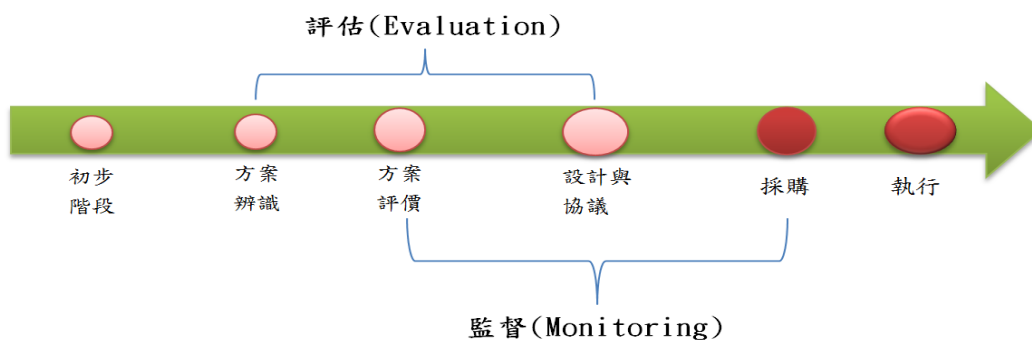 評估(Evaluation)
初步
階段
方案
辨識
方案
評價
設計與
協議
採購
執行
監督(Monitoring)